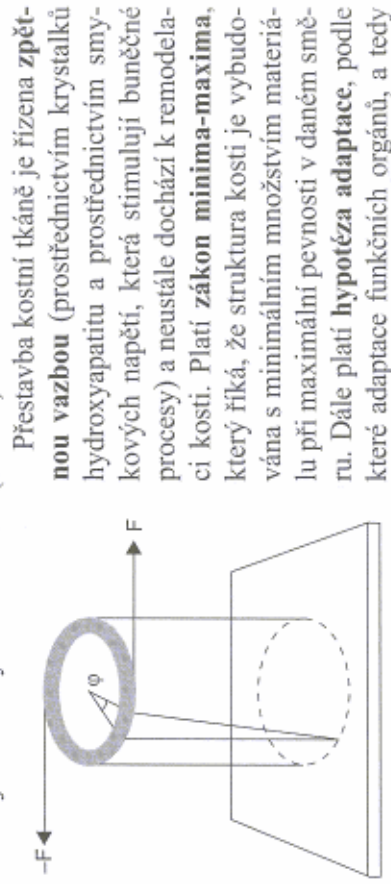 Přestavba kostní tkáně je řízena zpět-
nou vazbou (prostřednictvím krystalků
hydroxyapatitu a prostřednictvím smy-
kových napětí, která stimulují buněčné
procesy) a neustále dochází k remodela-
ci kosti. Platí zákon minima-maxima,
který říká, že struktura kosti je vybudo-
vána s minimálním množstvím materiá-
lu při maximální pevnosti v daném smě-
ru. Dále platí hypotéza adaptace, podle
které adaptace funkčních orgánů, a tedy
–F
φ
F